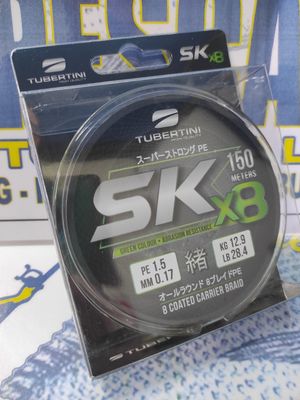 TUBERTINI
SK x8
TUBERTINI
スーパーストロング PE
150
METERS
SK x8
GREEN COLOUR • ABRASION RESISTANCE
PE 1.5
MM 0.17
緒
KG 12.9
LB 28.4
オールラウンド 8ブレイドPE
8 COATED CARRIER BRAID
TUBERTINI